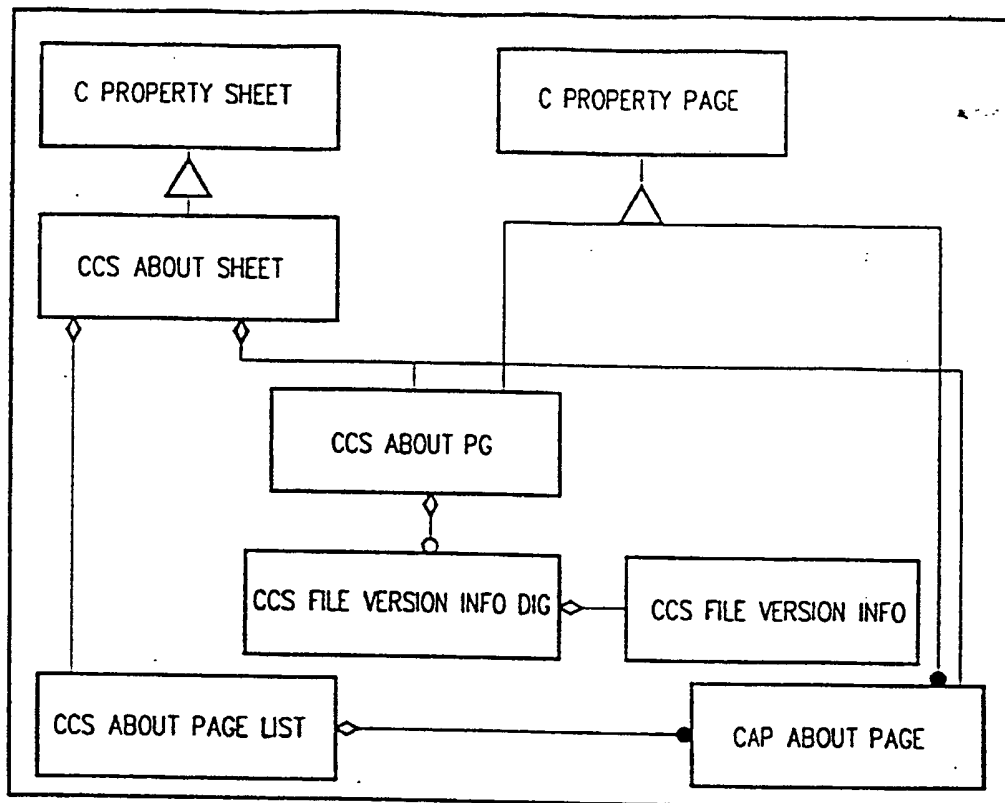 C PROPERTY SHEET
C PROPERTY PAGE
CCS ABOUT SHEET
CCS ABOUT PG
CCS FILE VERSION INFO DIG
CCS FILE VERSION INFO
CCS ABOUT PAGE LIST
CAP ABOUT PAGE